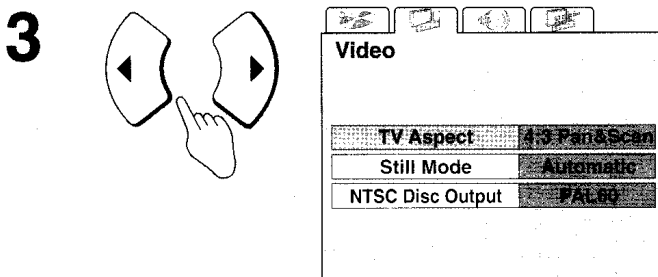 3
Video
TV Aspect 4:3 Pan&Scan
Still Mode Automatic
NTSC Disc Output PAL60